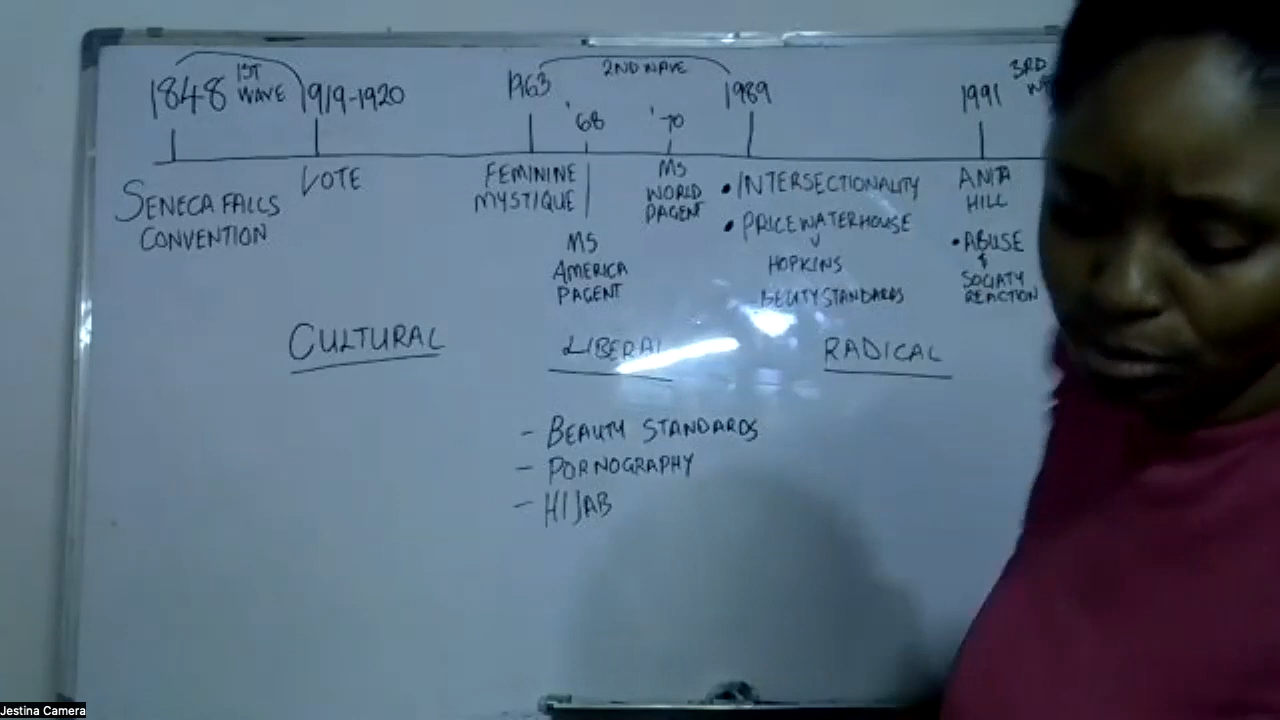 1848
1ST
WAVE
1919-1920
1963
2ND WAVE
1989
1991
3RD
'68
'70
SENECA FALLS
CONVENTION
VOTE
FEMININE
MYSTIQUE
MS
AMERICA
PAGENT
MS
WORLD
PAGENT
• INTERSECTIONALITY
• PRICEWATERHOUSE
V
HOPKINS
STANDARDS
ANITA
HILL
• ABUSE
&
SOCIATY
REACTION
CULTURAL
LIBERAL
RADICAL
- BEAUTY STANDARDS
- PORNOGRAPHY
- HIJAB
Jestina Camera